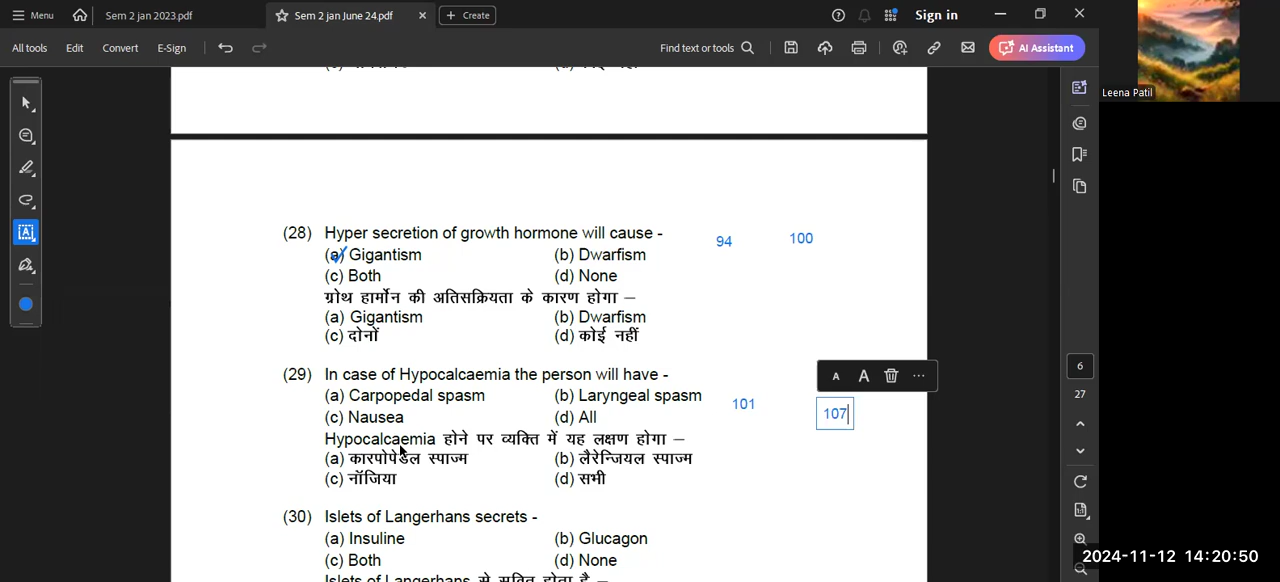 Menu
Sem 2 jan 2023.pdf
Sem 2 jan June 24.pdf
Create
Sign in
All tools
Edit
Convert
E-Sign
Find text or tools
AI Assistant
Leena Patil
(28) Hyper secretion of growth hormone will cause -
94
100
(a) Gigantism (b) Dwarfism
(c) Both (d) None
ग्रोथ हार्मोन की अतिसक्रियता के कारण होगा –
(a) Gigantism (b) Dwarfism
(c) दोनों (d) कोई नहीं
(29) In case of Hypocalcaemia the person will have -
(a) Carpopedal spasm (b) Laryngeal spasm
101
107
(c) Nausea (d) All
Hypocalcaemia होने पर व्यक्ति में यह लक्षण होगा –
(a) कारपोपेडल स्पाज्म (b) लैरेन्जियल स्पाज्म
(c) नॉजिया (d) सभी
(30) Islets of Langerhans secrets -
(a) Insuline (b) Glucagon
(c) Both (d) None
Islets of Langerhans से स्रवित होता है –
A A
6
27
2024-11-12 14:20:50